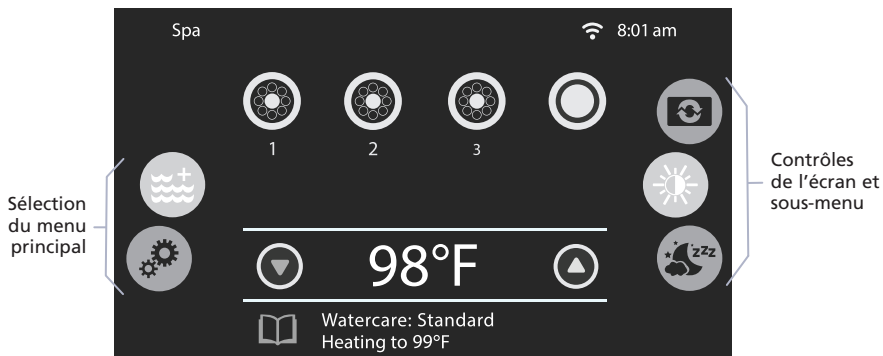 Spa
8:01 am
1
2
3
Sélection
du menu
principal
Contrôles
de l'écran et
sous-menu
zzz
98°F
Watercare: Standard
Heating to 99°F